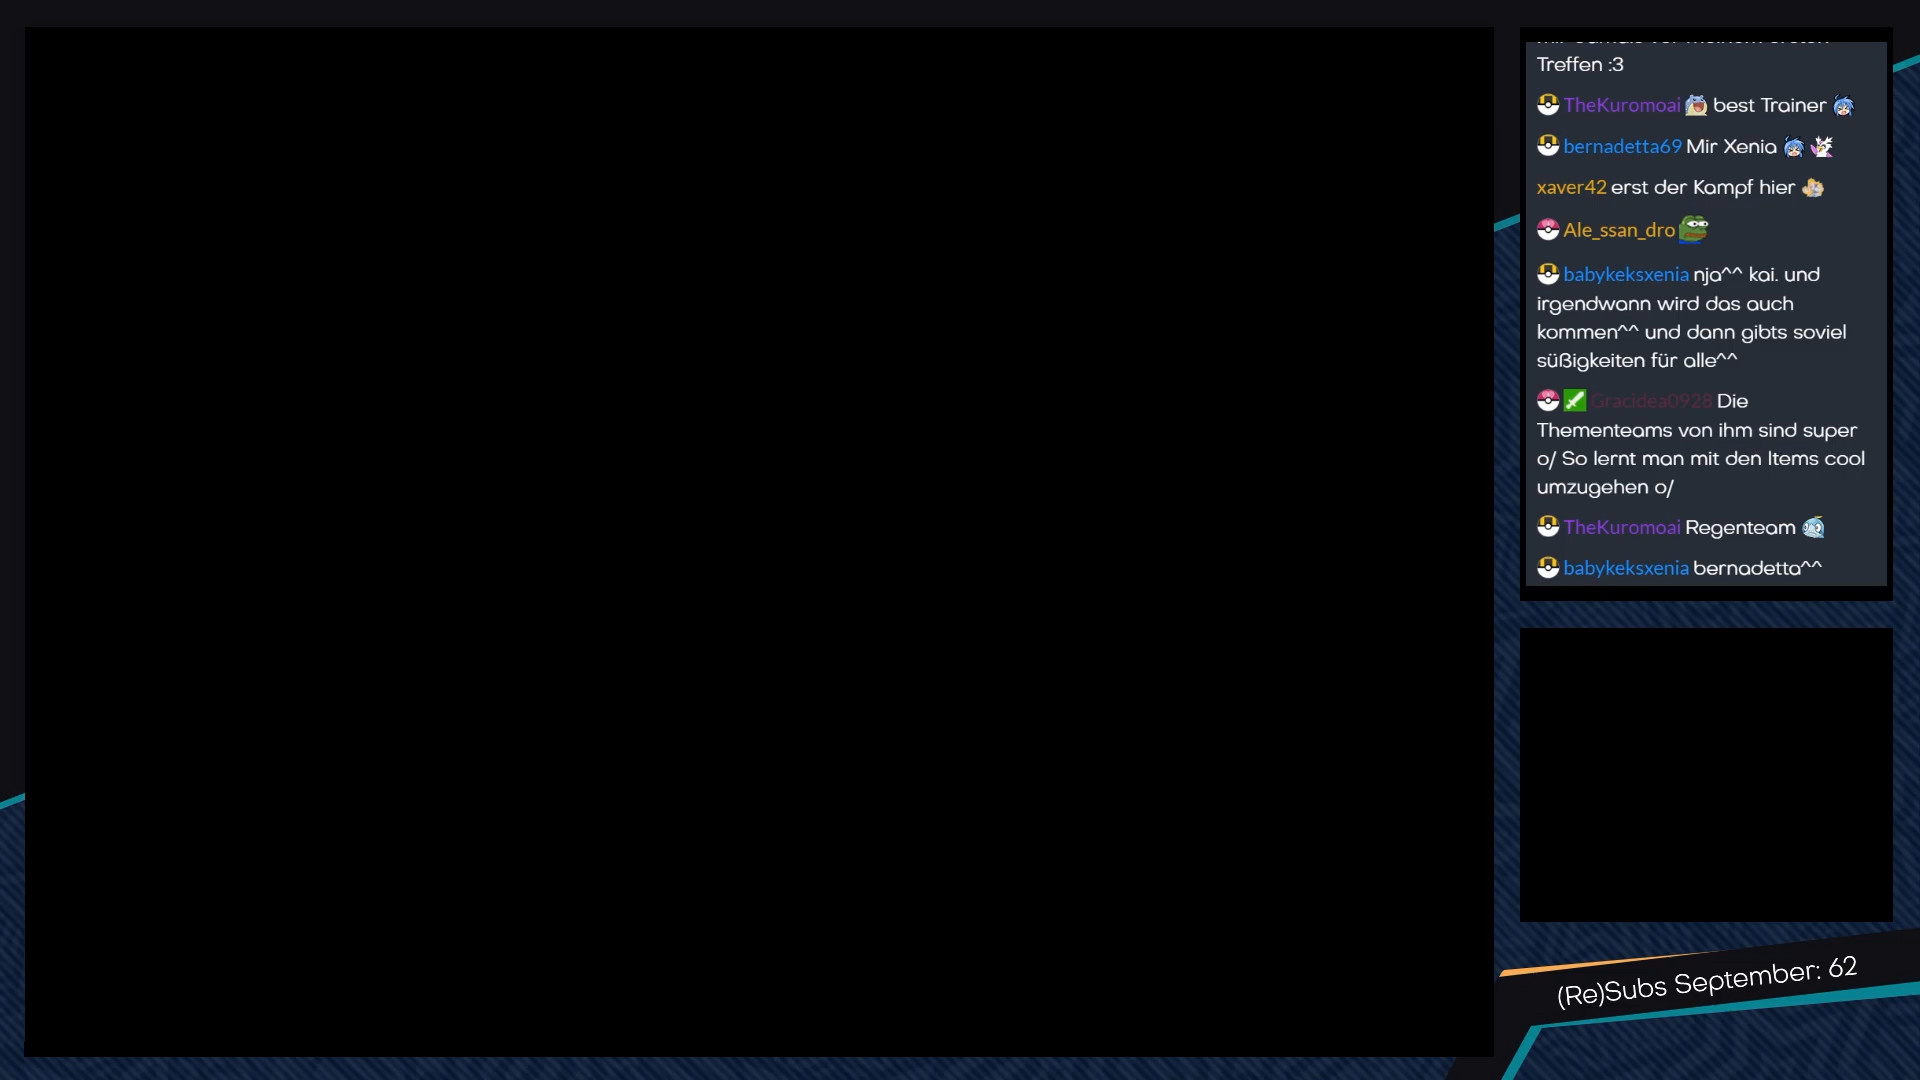 Treffen :3
TheKuromoai best Trainer
bernadetta69 Mir Xenia
xaver42 erst der Kampf hier
Ale_ssan_dro
babykeksxenia nja^^ kai. und
irgendwann wird das auch
kommen^^ und dann gibts soviel
süßigkeiten für alle^^
Gracidea0928 Die
Thementeams von ihm sind super
o/ So lernt man mit den Items cool
umzugehen o/
TheKuromoai Regenteam
babykeksxenia bernadetta^^
(Re)Subs September: 62